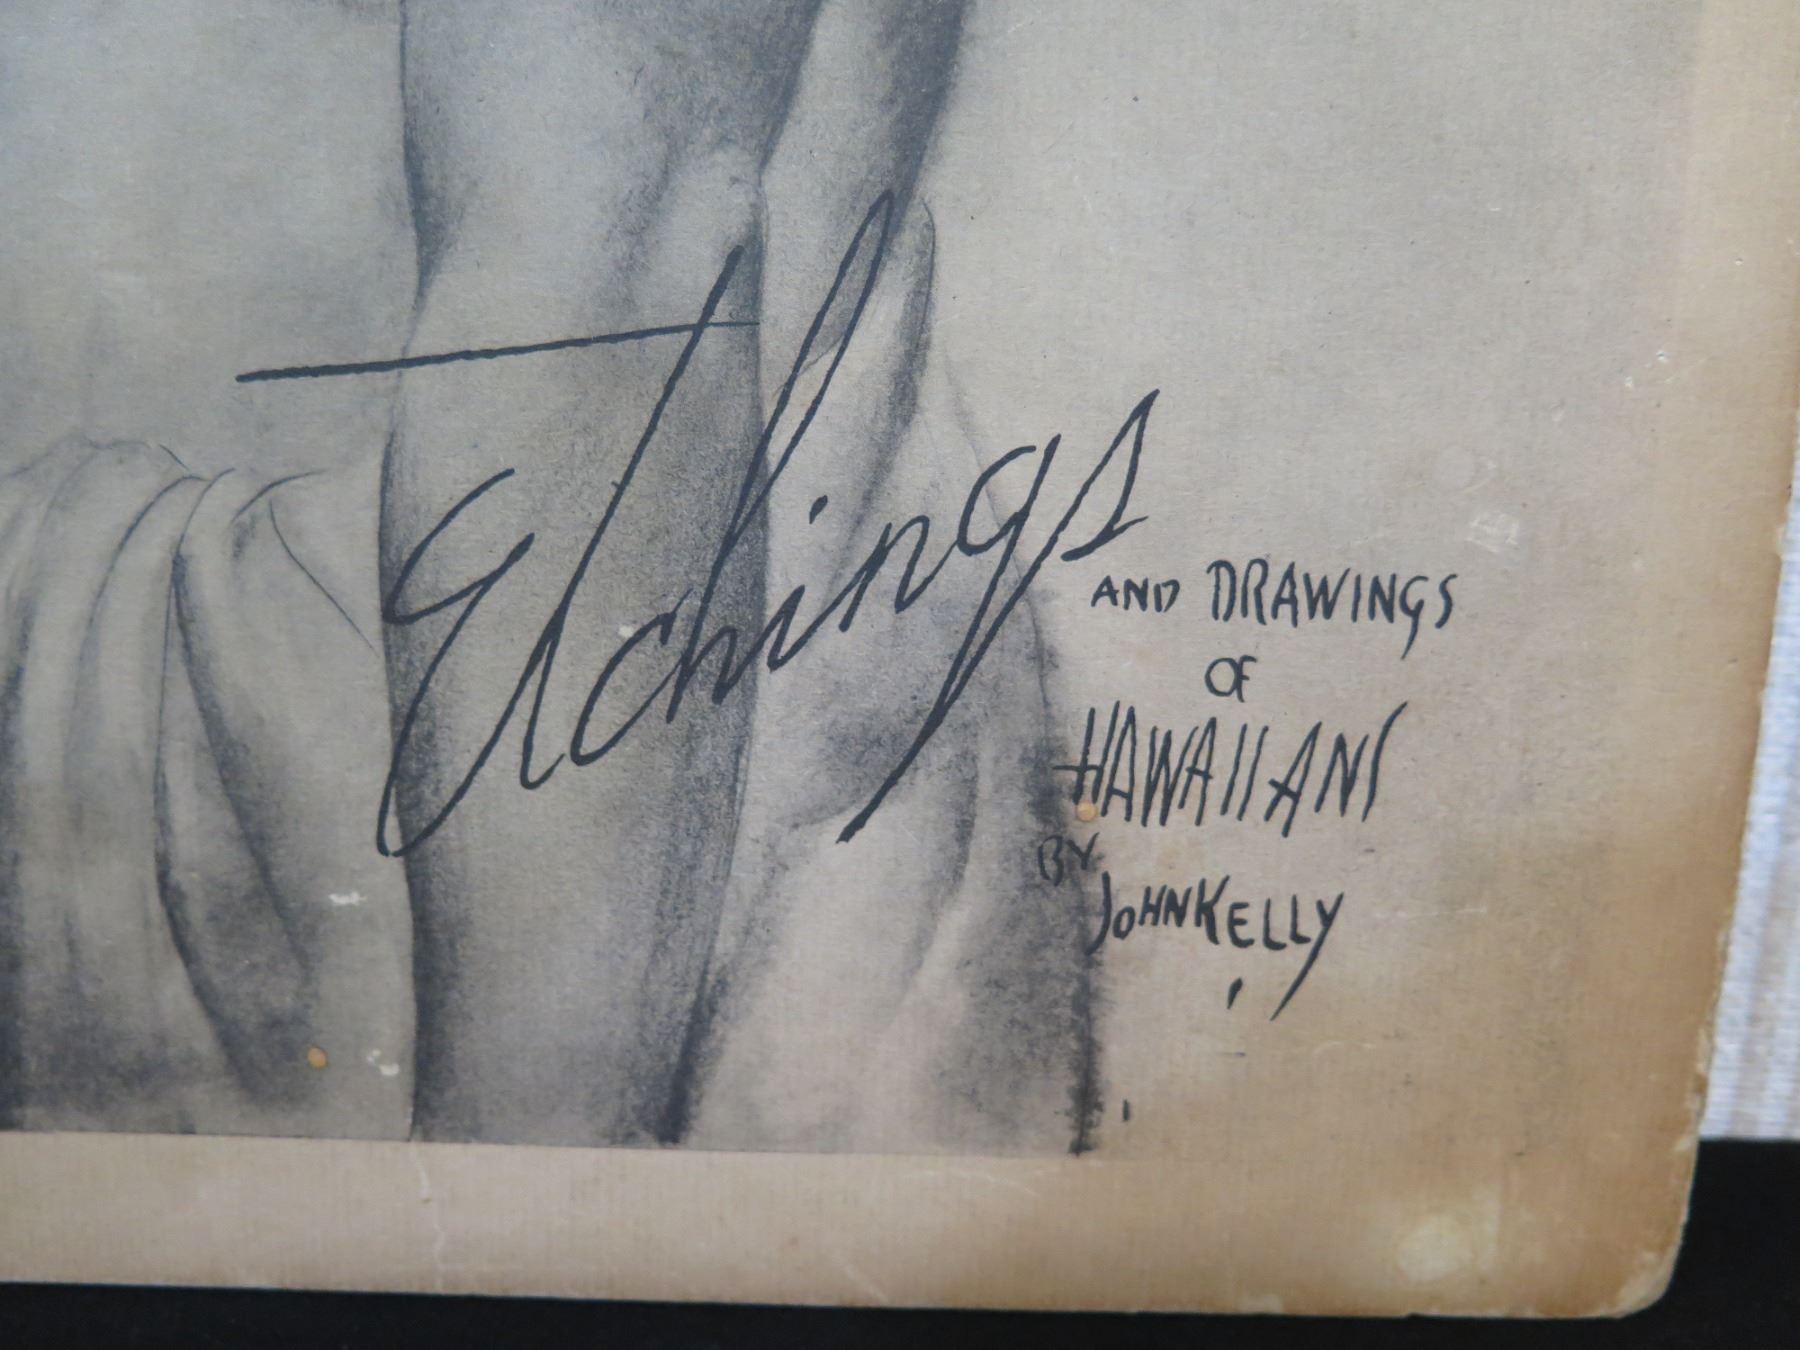 Etchings
AND DRAWINGS
OF
HAWAIIANS
BY
JOHN KELLY